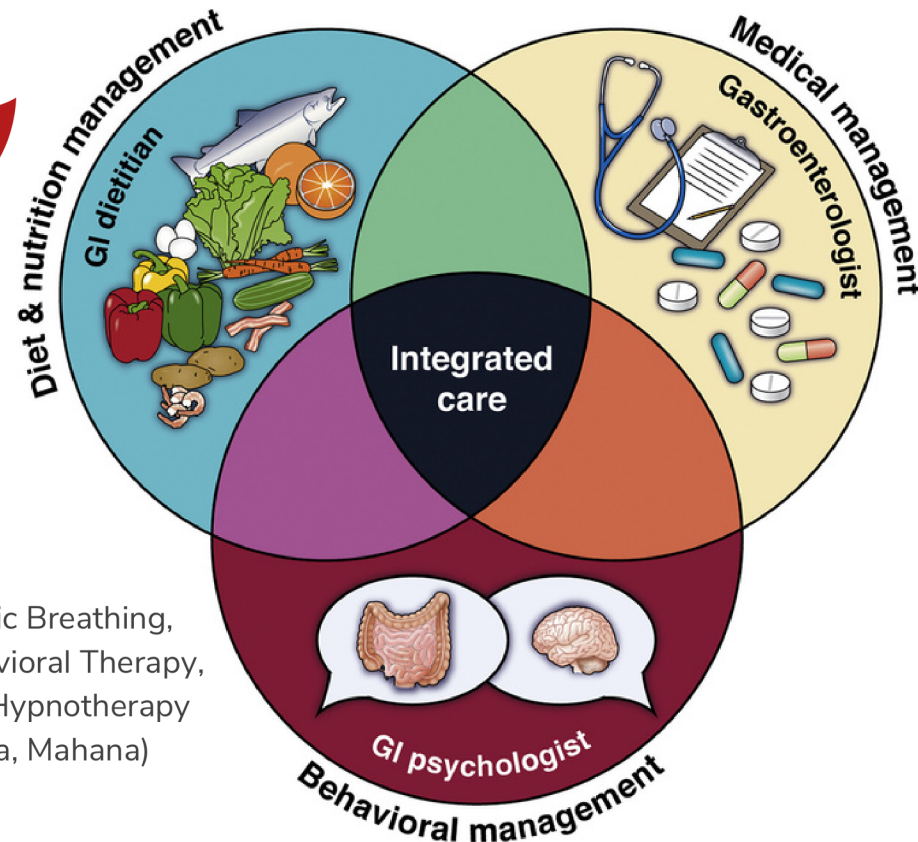 Diet & nutrition management
GI dietitian
Medical management
Gastroenterologist
Integrated
care
ic Breathing,
vioral Therapy,
Hypnotherapy
a, Mahana)
GI psychologist
Behavioral management